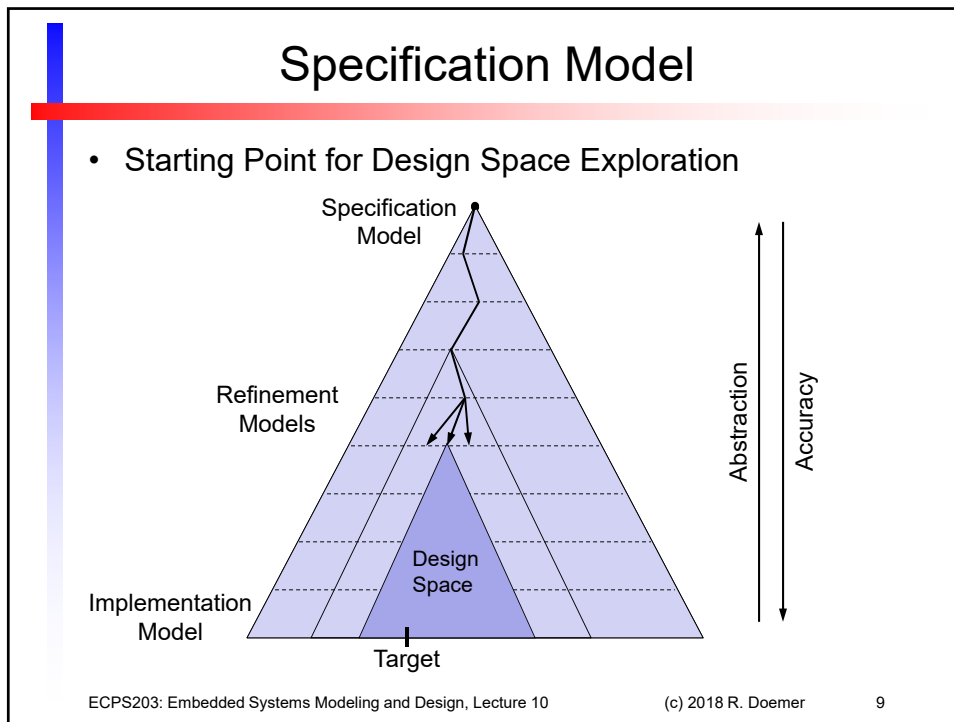 Specification Model
• Starting Point for Design Space Exploration
Specification
Model
Refinement
Models
Abstraction
Accuracy
Design
Space
Implementation
Model
Target
ECPS203: Embedded Systems Modeling and Design, Lecture 10 (c) 2018 R. Doemer 9